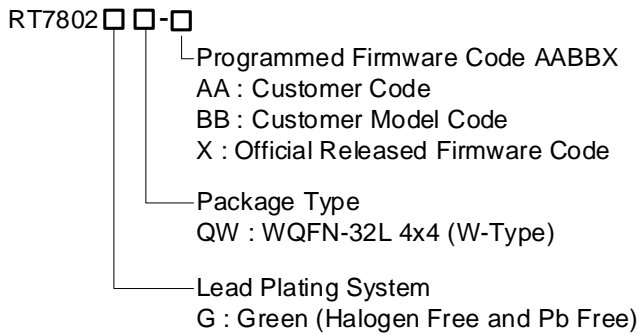 RT7802□ □-□
Programmed Firmware Code AABBX
AA : Customer Code
BB : Customer Model Code
X : Official Released Firmware Code
Package Type
QW : WQFN-32L 4x4 (W-Type)
Lead Plating System
G : Green (Halogen Free and Pb Free)